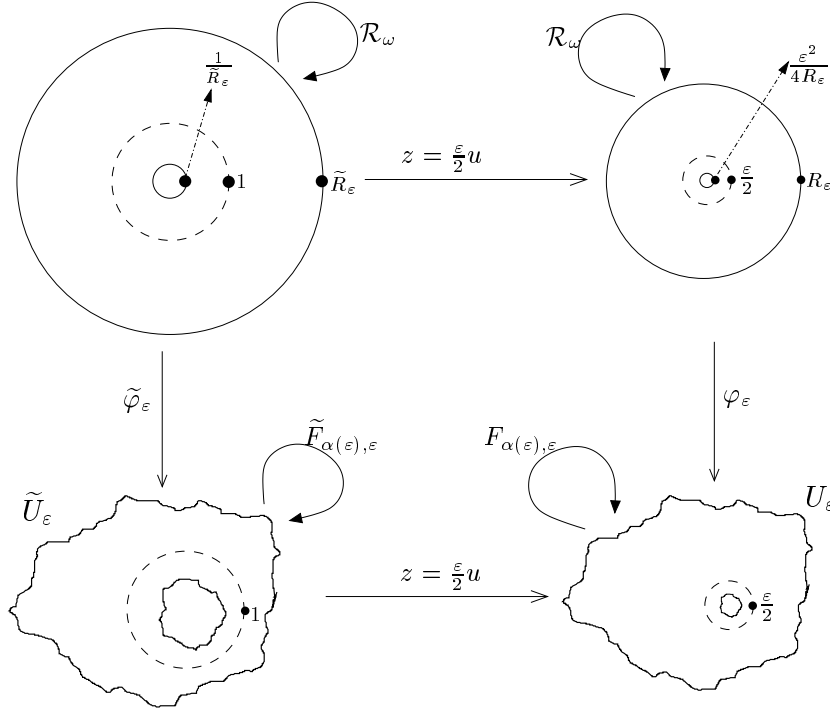 𝓡_ω
𝓡_ω
1/R̃_ε
ε²/4R_ε
z = ε/2 u
1
R̃_ε
ε/2
R_ε
φ̃_ε
φ_ε
F̃_{α(ε),ε}
F_{α(ε),ε}
Ũ_ε
U_ε
z = ε/2 u
1
ε/2